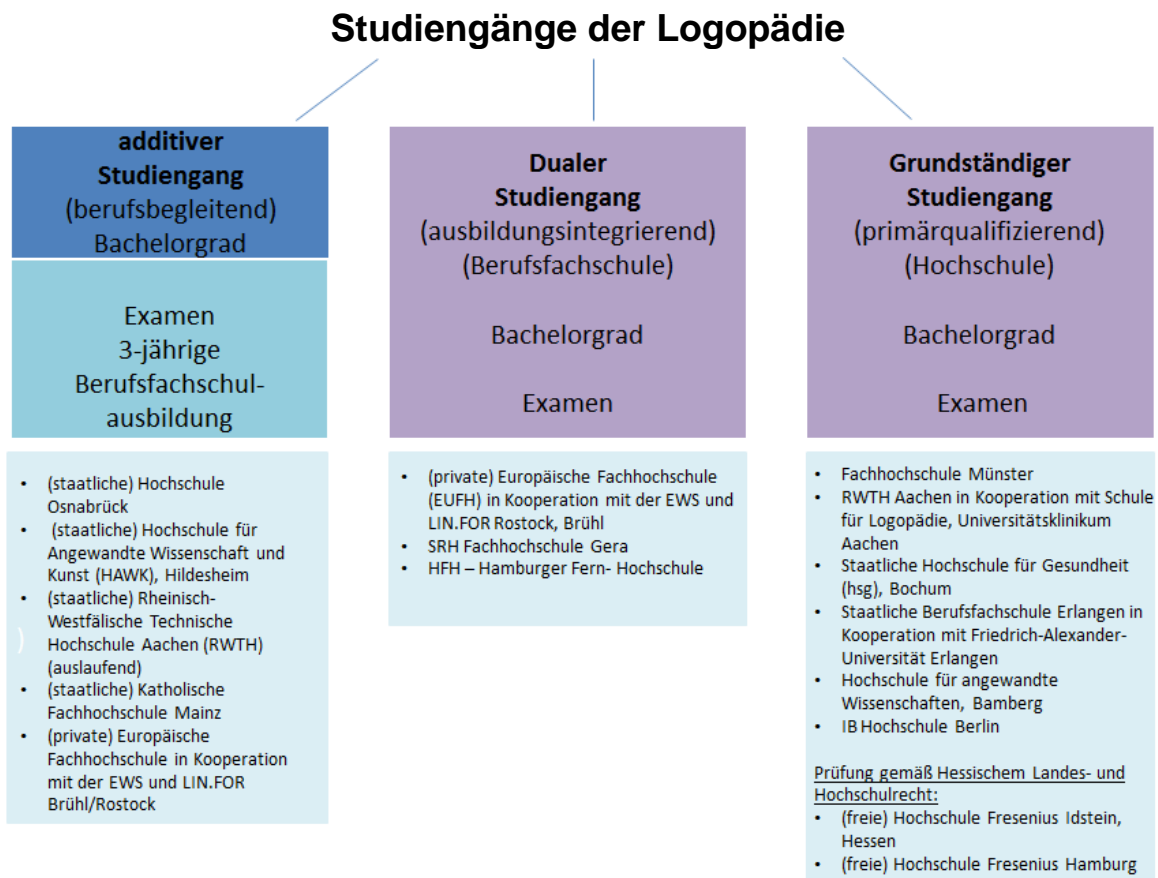 Studiengänge der Logopädie
additiver
Studiengang
(berufsbegleitend)
Bachelorgrad
Examen
3-jährige
Berufsfachschul-
ausbildung
• (staatliche) Hochschule
Osnabrück
• (staatliche) Hochschule für
Angewandte Wissenschaft und
Kunst (HAWK), Hildesheim
• (staatliche) Rheinisch-
Westfälische Technische
Hochschule Aachen (RWTH)
(auslaufend)
)
• (staatliche) Katholische
Fachhochschule Mainz
• (private) Europäische
Fachhochschule in Kooperation
mit der EWS und LIN.FOR
Brühl/Rostock
Dualer
Studiengang
(ausbildungsintegrierend)
(Berufsfachschule)
Bachelorgrad
Examen
• (private) Europäische Fachhochschule
(EUFH) in Kooperation mit der EWS und
LIN.FOR Rostock, Brühl
• SRH Fachhochschule Gera
• HFH – Hamburger Fern- Hochschule
Grundständiger
Studiengang
(primärqualifizierend)
(Hochschule)
Bachelorgrad
Examen
• Fachhochschule Münster
• RWTH Aachen in Kooperation mit Schule
für Logopädie, Universitätsklinikum
Aachen
• Staatliche Hochschule für Gesundheit
(hsg), Bochum
• Staatliche Berufsfachschule Erlangen in
Kooperation mit Friedrich-Alexander-
Universität Erlangen
• Hochschule für angewandte
Wissenschaften, Bamberg
• IB Hochschule Berlin
Prüfung gemäß Hessischem Landes- und
Hochschulrecht:
• (freie) Hochschule Fresenius Idstein,
Hessen
• (freie) Hochschule Fresenius Hamburg